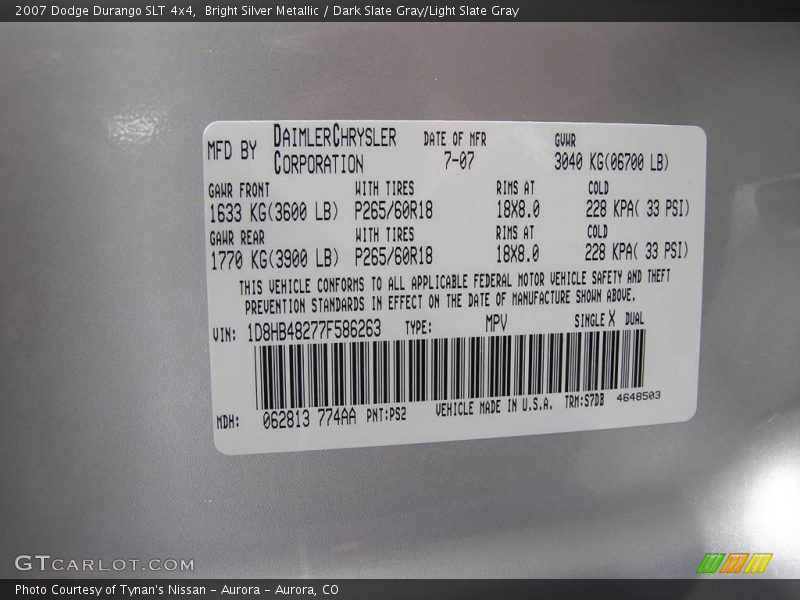 2007 Dodge Durango SLT 4x4, Bright Silver Metallic / Dark Slate Gray/Light Slate Gray
MFD BY DAIMLERCHRYSLER CORPORATION DATE OF MFR 7-07 GVWR 3040 KG(06700 LB)
GAWR FRONT WITH TIRES RIMS AT COLD
1633 KG(3600 LB) P265/60R18 18X8.0 228 KPA( 33 PSI)
GAWR REAR WITH TIRES RIMS AT COLD
1770 KG(3900 LB) P265/60R18 18X8.0 228 KPA( 33 PSI)
THIS VEHICLE CONFORMS TO ALL APPLICABLE FEDERAL MOTOR VEHICLE SAFETY AND THEFT
PREVENTION STANDARDS IN EFFECT ON THE DATE OF MANUFACTURE SHOWN ABOVE.
VIN: 1D8HB48277F586263 TYPE: MPV SINGLE X DUAL
MDH: 062813 774AA PNT:PS2 VEHICLE MADE IN U.S.A. TRM:S7DB 4648503
GTCARLOT.COM
Photo Courtesy of Tynan's Nissan - Aurora - Aurora, CO